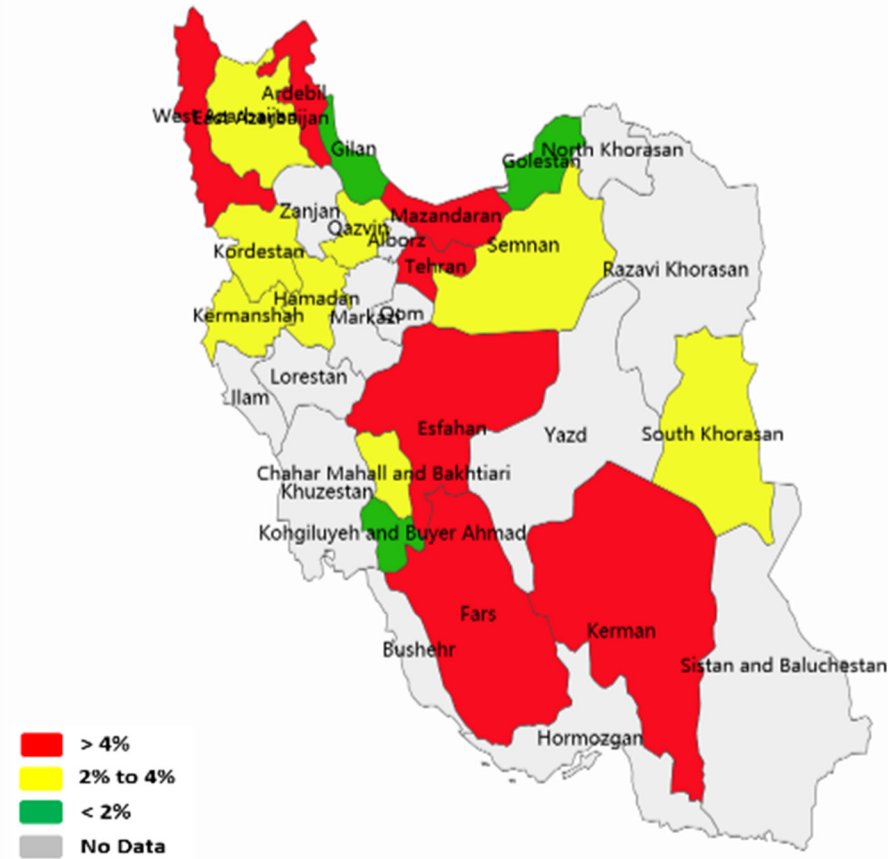 Ardebil
West Azarbaijan
East Azarbaijan
Gilan
North Khorasan
Golestan
Zanjan
Mazandaran
Qazvin
Alborz
Semnan
Kordestan
Tehran
Razavi Khorasan
Hamadan
Kermanshah
Markazi
Qom
Lorestan
Ilam
Esfahan
Yazd
South Khorasan
Chahar Mahall and Bakhtiari
Khuzestan
Kohgiluyeh and Buyer Ahmad
Fars
Kerman
Bushehr
Sistan and Baluchestan
Hormozgan
> 4%
2% to 4%
< 2%
No Data